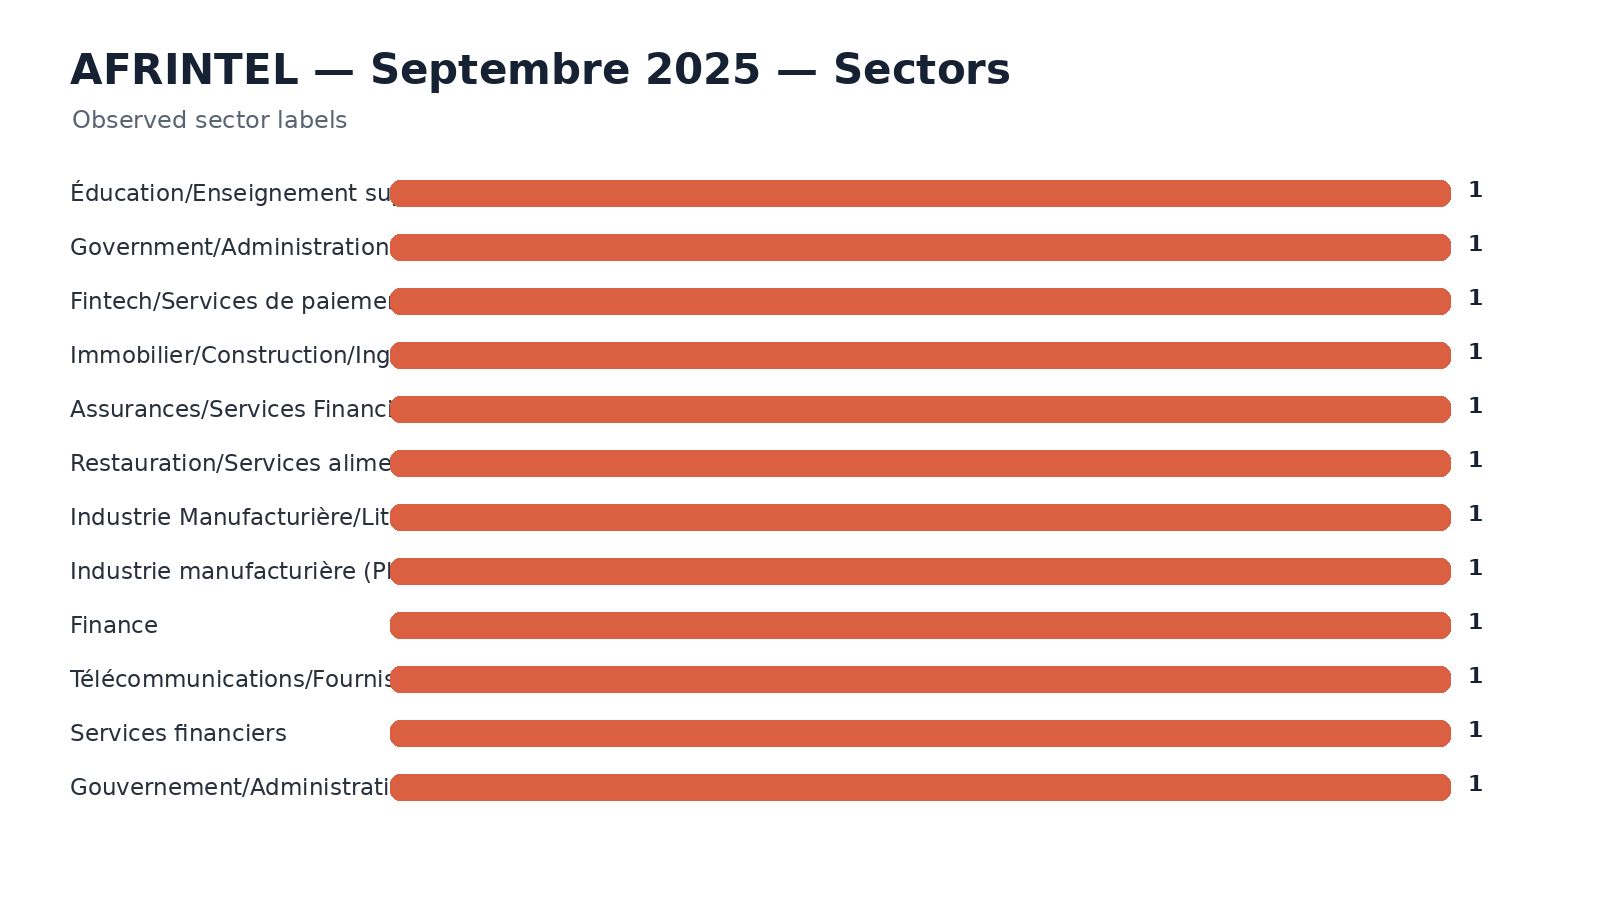 AFRINTEL — Septembre 2025 — Sectors
Observed sector labels
Éducation/Enseignement su 1
Government/Administration 1
Fintech/Services de paieme 1
Immobilier/Construction/Ing 1
Assurances/Services Financi 1
Restauration/Services alime 1
Industrie Manufacturière/Lit 1
Industrie manufacturière (Pl 1
Finance 1
Télécommunications/Fournis 1
Services financiers 1
Gouvernement/Administrati 1